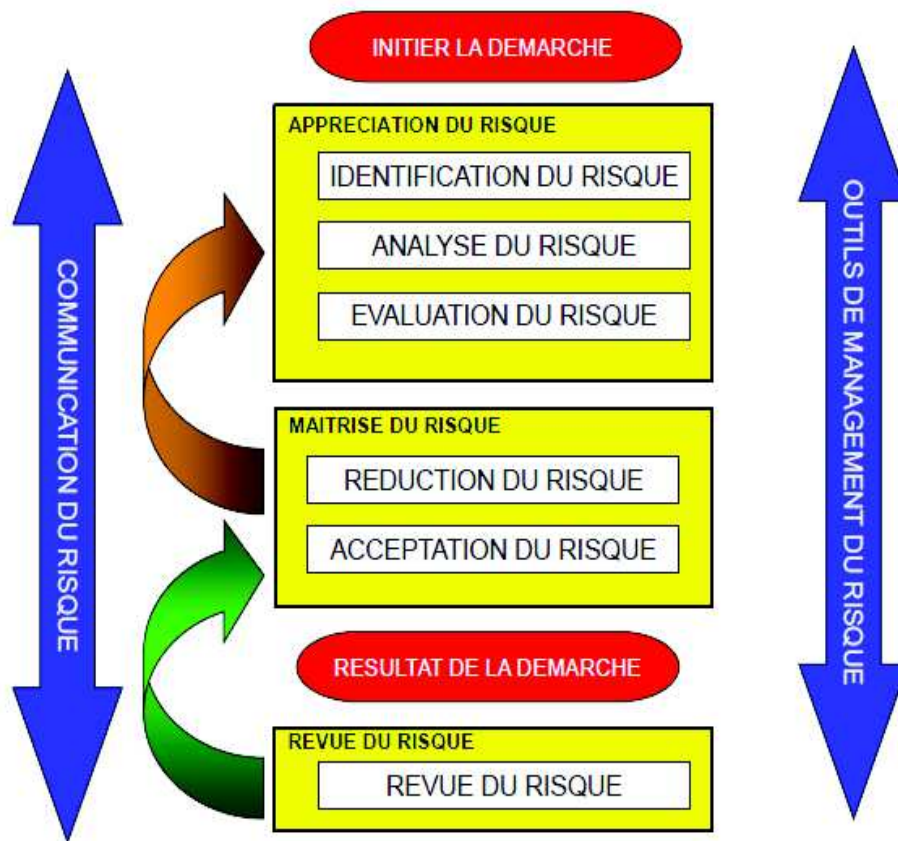 INITIER LA DEMARCHE
APPRECIATION DU RISQUE
IDENTIFICATION DU RISQUE
ANALYSE DU RISQUE
EVALUATION DU RISQUE
MAITRISE DU RISQUE
REDUCTION DU RISQUE
ACCEPTATION DU RISQUE
RESULTAT DE LA DEMARCHE
REVUE DU RISQUE
REVUE DU RISQUE
COMMUNICATION DU RISQUE
OUTILS DE MANAGEMENT DU RISQUE